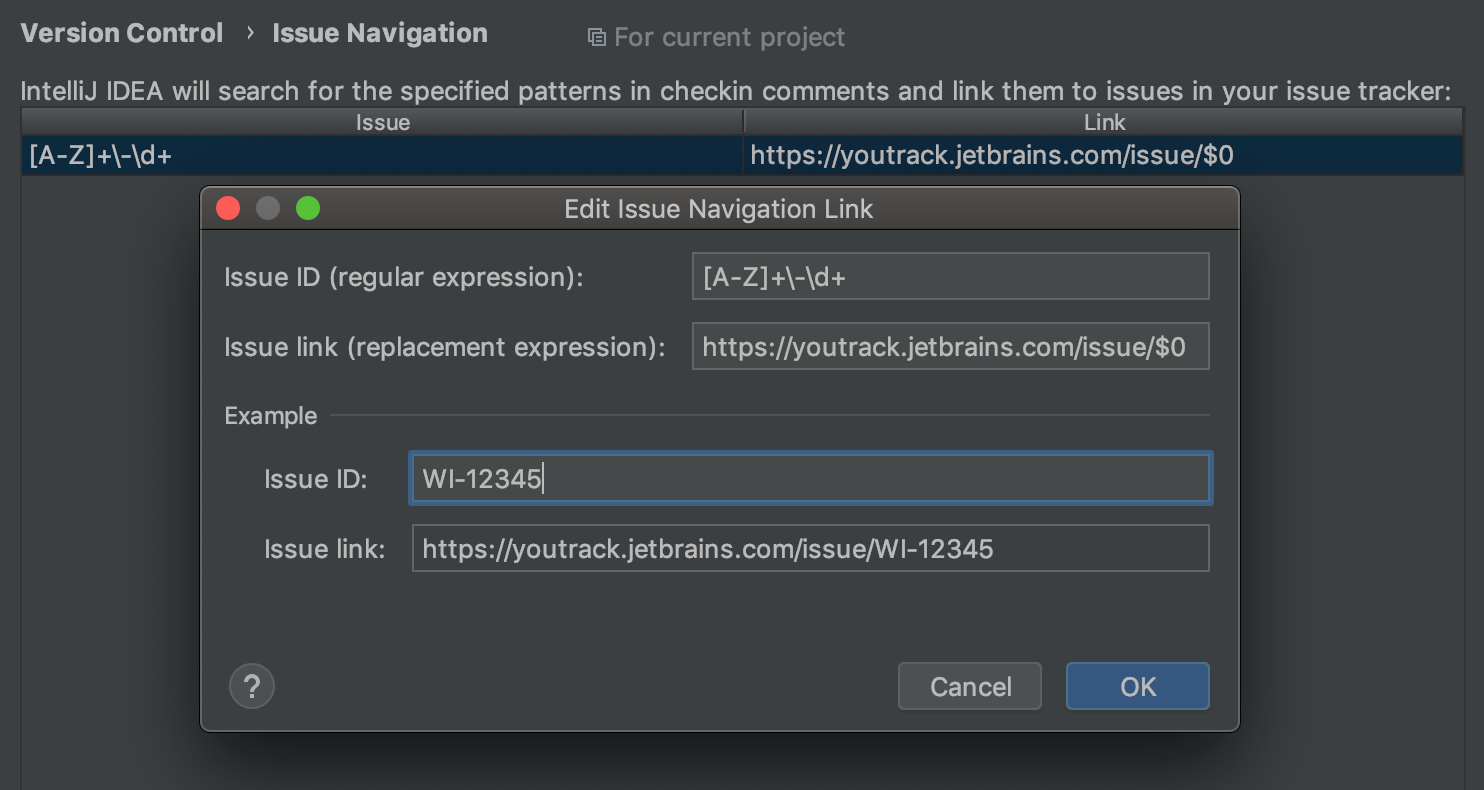 Version Control › Issue Navigation For current project
IntelliJ IDEA will search for the specified patterns in checkin comments and link them to issues in your issue tracker:
Issue Link
[A-Z]+\-\d+ https://youtrack.jetbrains.com/issue/$0
Edit Issue Navigation Link
Issue ID (regular expression): [A-Z]+\-\d+
Issue link (replacement expression): https://youtrack.jetbrains.com/issue/$0
Example
Issue ID: WI-12345
Issue link: https://youtrack.jetbrains.com/issue/WI-12345
? Cancel OK